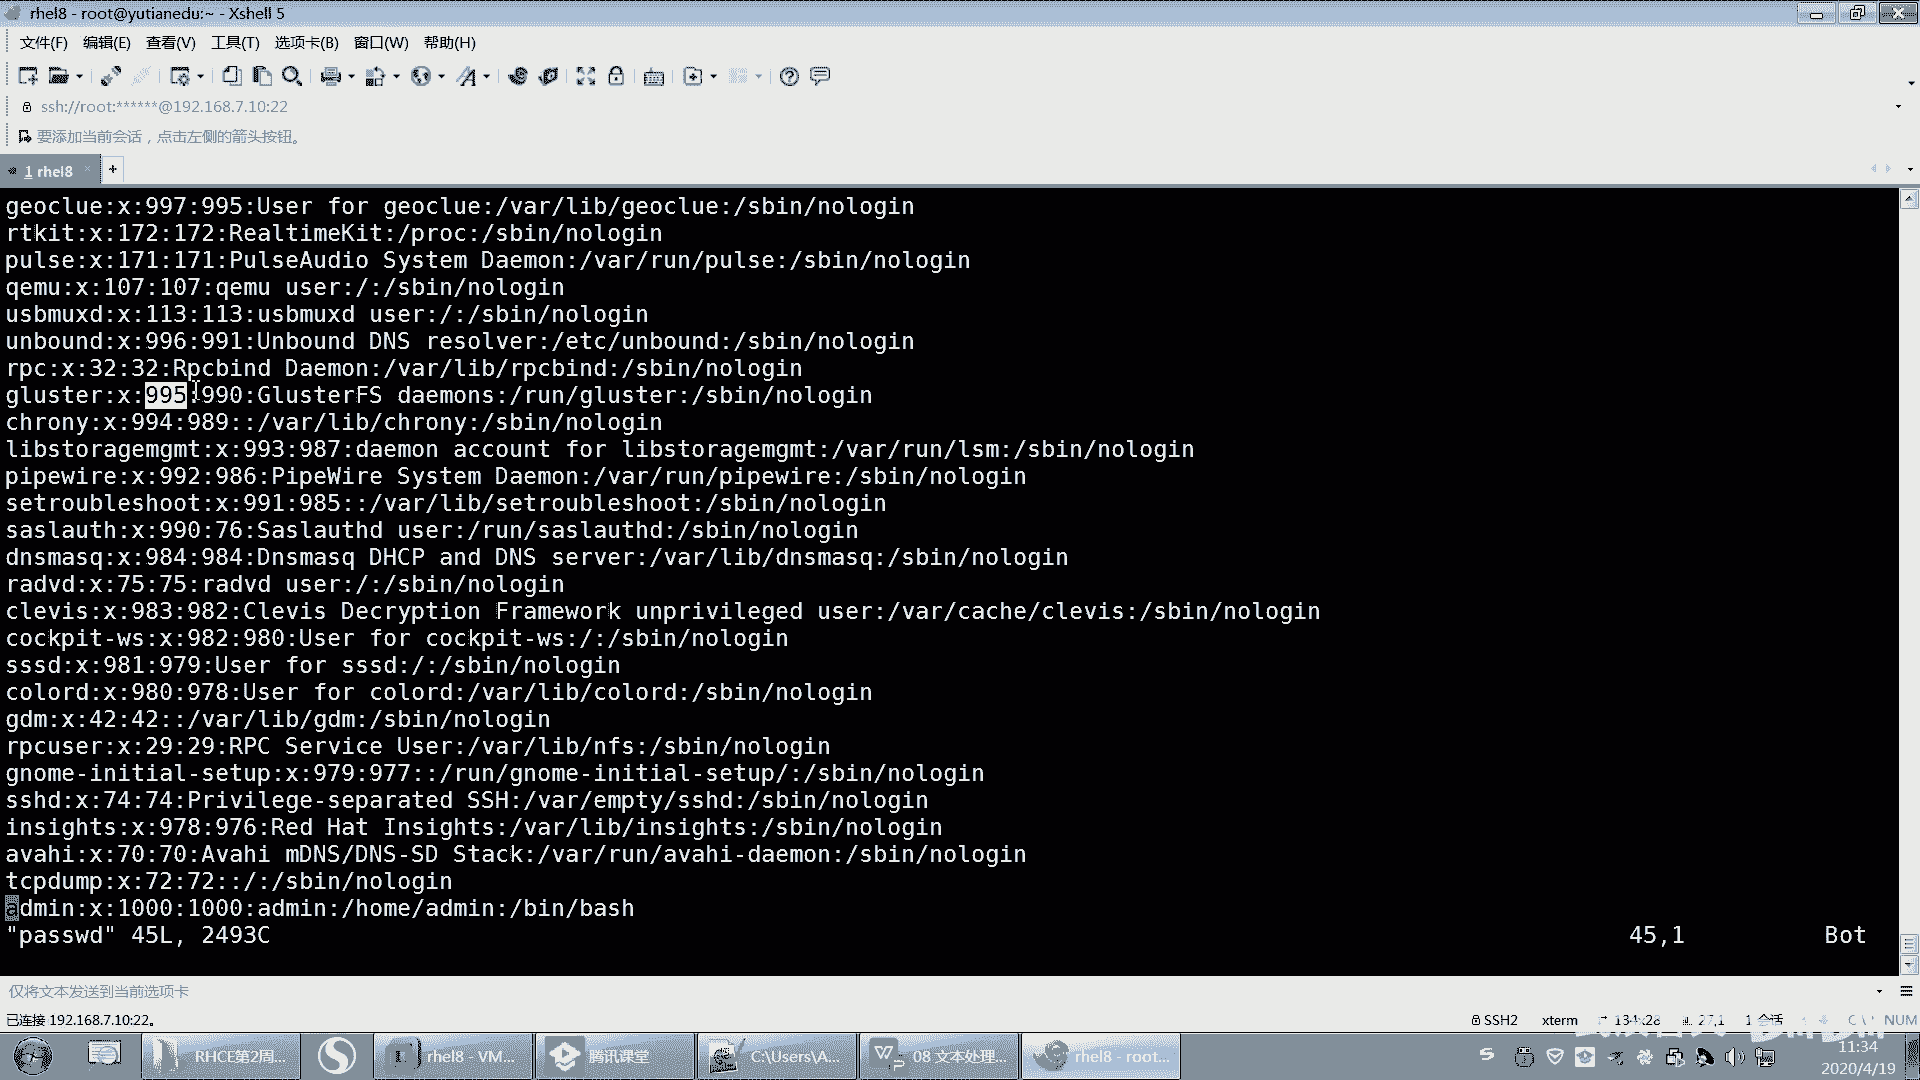 rhel8 - root@yutianedu:~ - Xshell 5
文件(F) 编辑(E) 查看(V) 工具(T) 选项卡(B) 窗口(W) 帮助(H)
ssh://root:******@192.168.7.10:22
要添加当前会话，点击左侧的箭头按钮。
1 rhel8 × +
geoclue:x:997:995:User for geoclue:/var/lib/geoclue:/sbin/nologin
rtkit:x:172:172:RealtimeKit:/proc:/sbin/nologin
pulse:x:171:171:PulseAudio System Daemon:/var/run/pulse:/sbin/nologin
qemu:x:107:107:qemu user:/:/sbin/nologin
usbmuxd:x:113:113:usbmuxd user:/:/sbin/nologin
unbound:x:996:991:Unbound DNS resolver:/etc/unbound:/sbin/nologin
rpc:x:32:32:Rpcbind Daemon:/var/lib/rpcbind:/sbin/nologin
gluster:x:995:990:GlusterFS daemons:/run/gluster:/sbin/nologin
chrony:x:994:989::/var/lib/chrony:/sbin/nologin
libstoragemgmt:x:993:987:daemon account for libstoragemgmt:/var/run/lsm:/sbin/nologin
pipewire:x:992:986:PipeWire System Daemon:/var/run/pipewire:/sbin/nologin
setroubleshoot:x:991:985::/var/lib/setroubleshoot:/sbin/nologin
saslauth:x:990:76:Saslauthd user:/run/saslauthd:/sbin/nologin
dnsmasq:x:984:984:Dnsmasq DHCP and DNS server:/var/lib/dnsmasq:/sbin/nologin
radvd:x:75:75:radvd user:/:/sbin/nologin
clevis:x:983:982:Clevis Decryption Framework unprivileged user:/var/cache/clevis:/sbin/nologin
cockpit-ws:x:982:980:User for cockpit-ws:/:/sbin/nologin
sssd:x:981:979:User for sssd:/:/sbin/nologin
colord:x:980:978:User for colord:/var/lib/colord:/sbin/nologin
gdm:x:42:42::/var/lib/gdm:/sbin/nologin
rpcuser:x:29:29:RPC Service User:/var/lib/nfs:/sbin/nologin
gnome-initial-setup:x:979:977::/run/gnome-initial-setup/:/sbin/nologin
sshd:x:74:74:Privilege-separated SSH:/var/empty/sshd:/sbin/nologin
insights:x:978:976:Red Hat Insights:/var/lib/insights:/sbin/nologin
avahi:x:70:70:Avahi mDNS/DNS-SD Stack:/var/run/avahi-daemon:/sbin/nologin
tcpdump:x:72:72::/:/sbin/nologin
admin:x:1000:1000:admin:/home/admin:/bin/bash
"passwd" 45L, 2493C 45,1 Bot
仅将文本发送到当前选项卡
已连接 192.168.7.10:22。 SSH2 xterm 134x28 27,1 1 会话 NUM
RHCE第2周... rhel8 - VM... 腾讯课堂 C:\Users\A... 08 文本处理... rhel8 - root...
11:34
2020/4/19